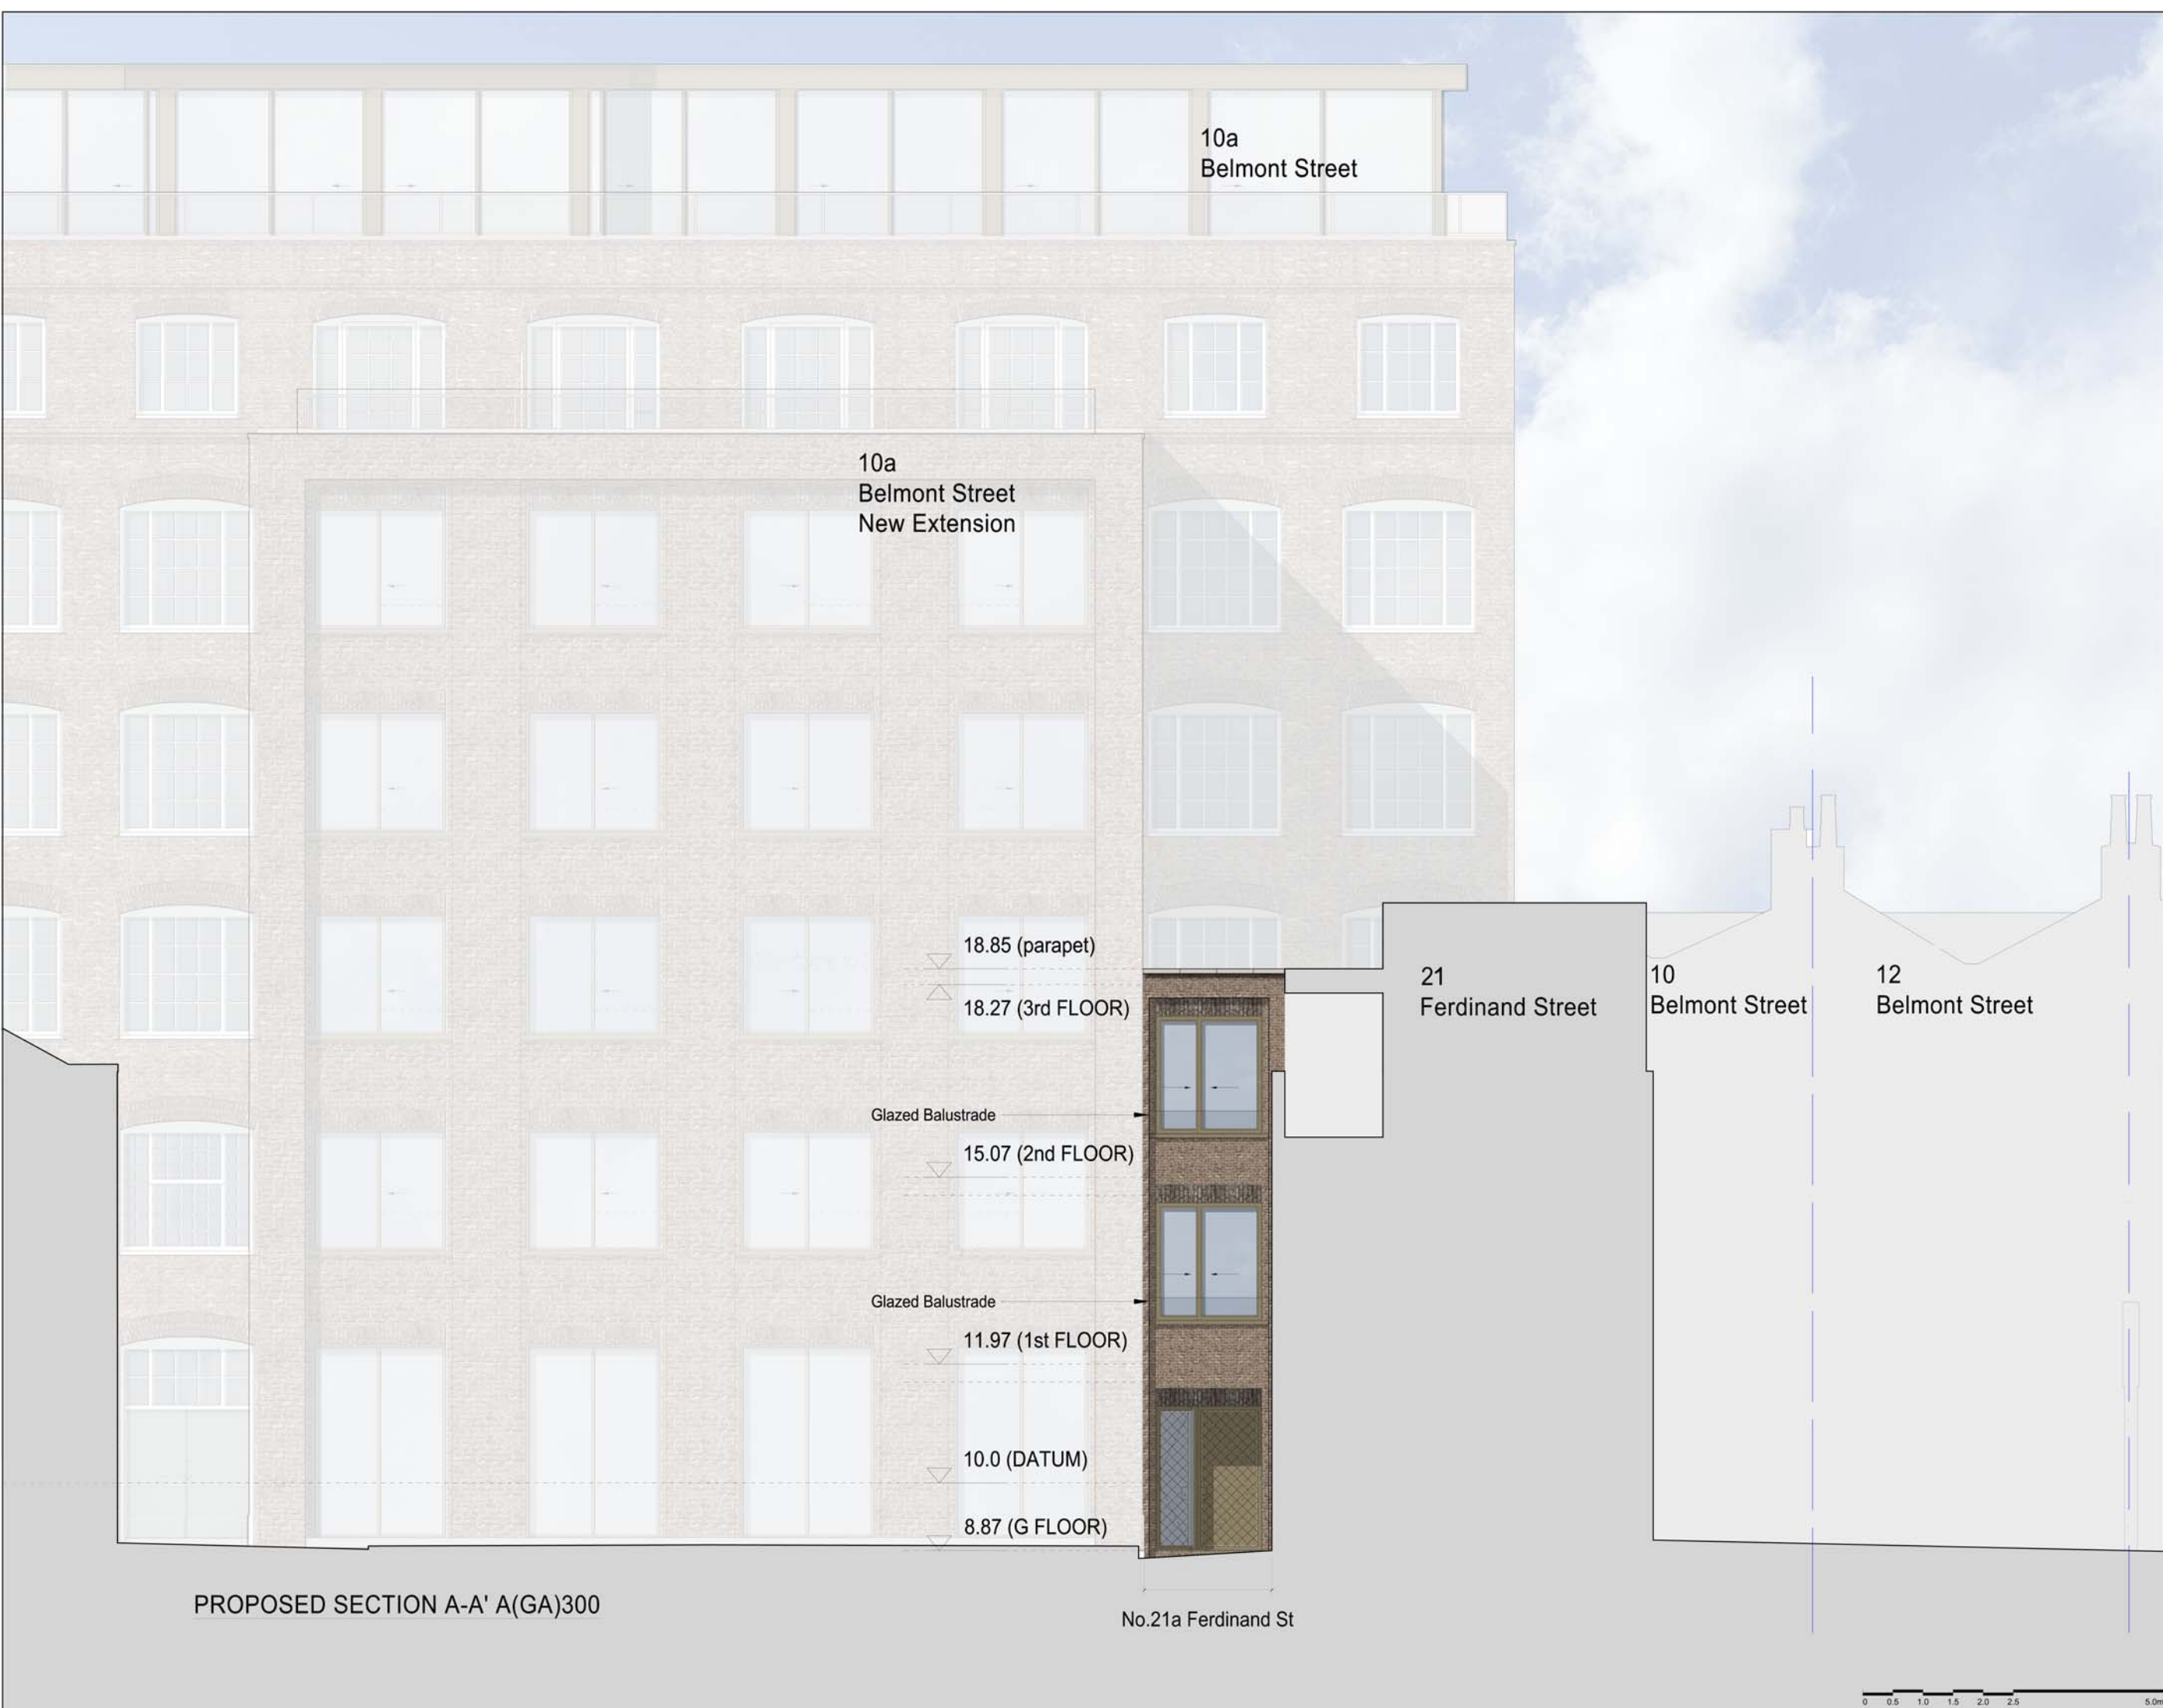 10a
Belmont Street
10a
Belmont Street
New Extension
18.85 (parapet)
18.27 (3rd FLOOR)
21
Ferdinand Street
10
Belmont Street
12
Belmont Street
Glazed Balustrade
15.07 (2nd FLOOR)
Glazed Balustrade
11.97 (1st FLOOR)
10.0 (DATUM)
8.87 (G FLOOR)
PROPOSED SECTION A-A' A(GA)300
No.21a Ferdinand St
0 0.5 1.0 1.5 2.0 2.5 5.0m